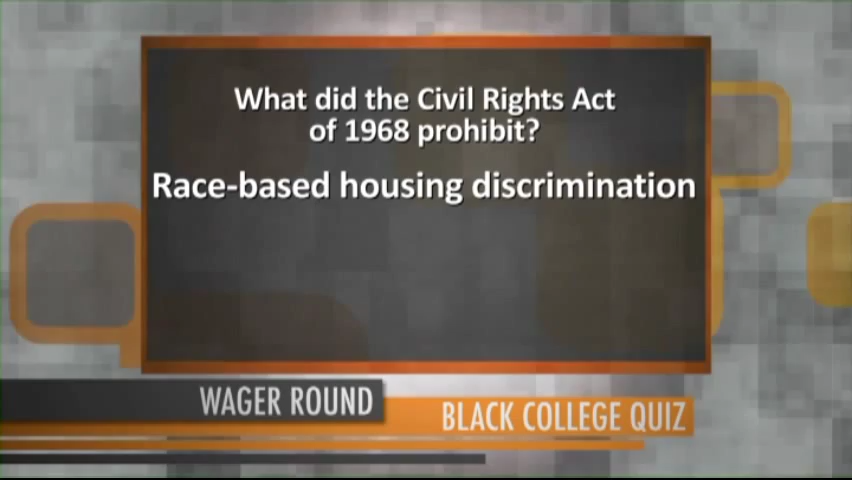 What did the Civil Rights Act
of 1968 prohibit?
Race-based housing discrimination
WAGER ROUND
BLACK COLLEGE QUIZ